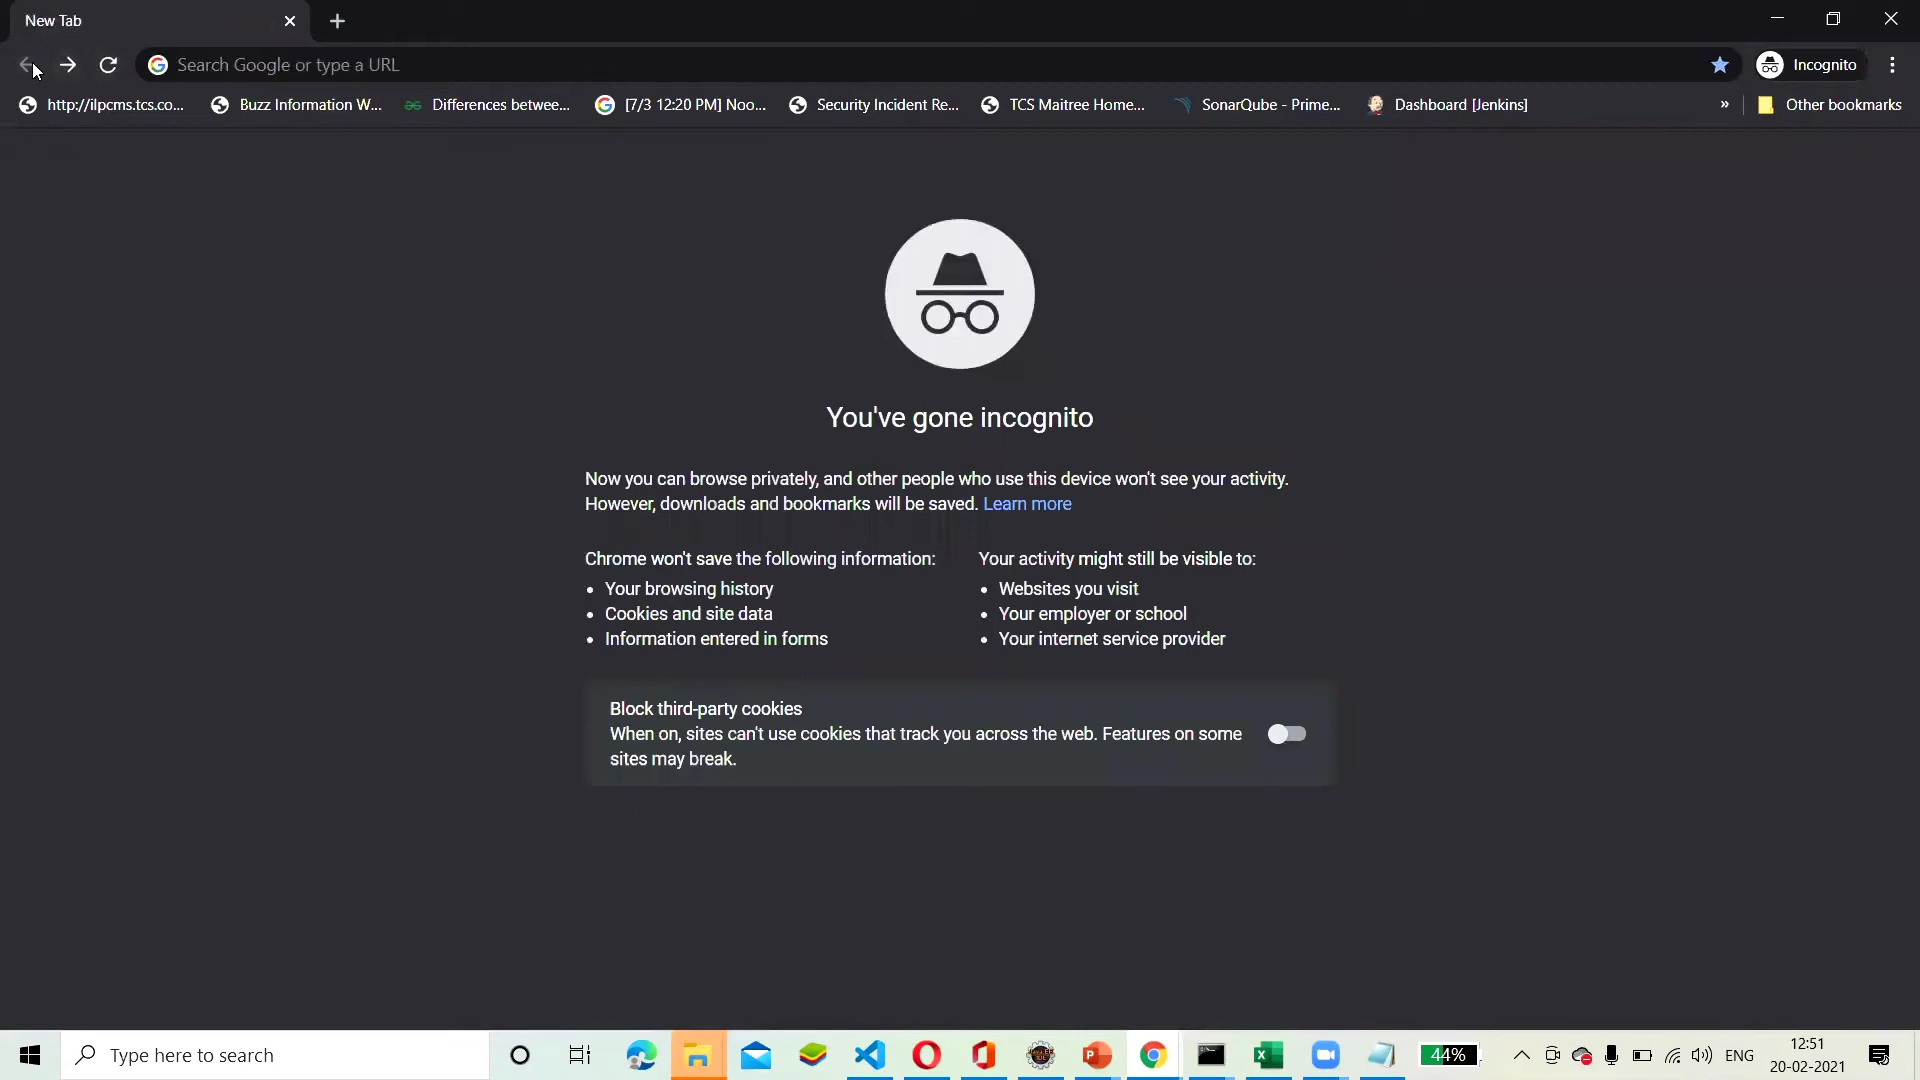 New Tab
Search Google or type a URL
Incognito
http://ilpcms.tcs.co...
Buzz Information W...
Differences betwee...
[7/3 12:20 PM] Noo...
Security Incident Re...
TCS Maitree Home...
SonarQube - Prime...
Dashboard [Jenkins]
»
Other bookmarks
You've gone incognito
Now you can browse privately, and other people who use this device won't see your activity.
However, downloads and bookmarks will be saved. Learn more
Chrome won't save the following information:
• Your browsing history
• Cookies and site data
• Information entered in forms
Your activity might still be visible to:
• Websites you visit
• Your employer or school
• Your internet service provider
Block third-party cookies
When on, sites can't use cookies that track you across the web. Features on some
sites may break.
Type here to search
44%
ENG
12:51
20-02-2021